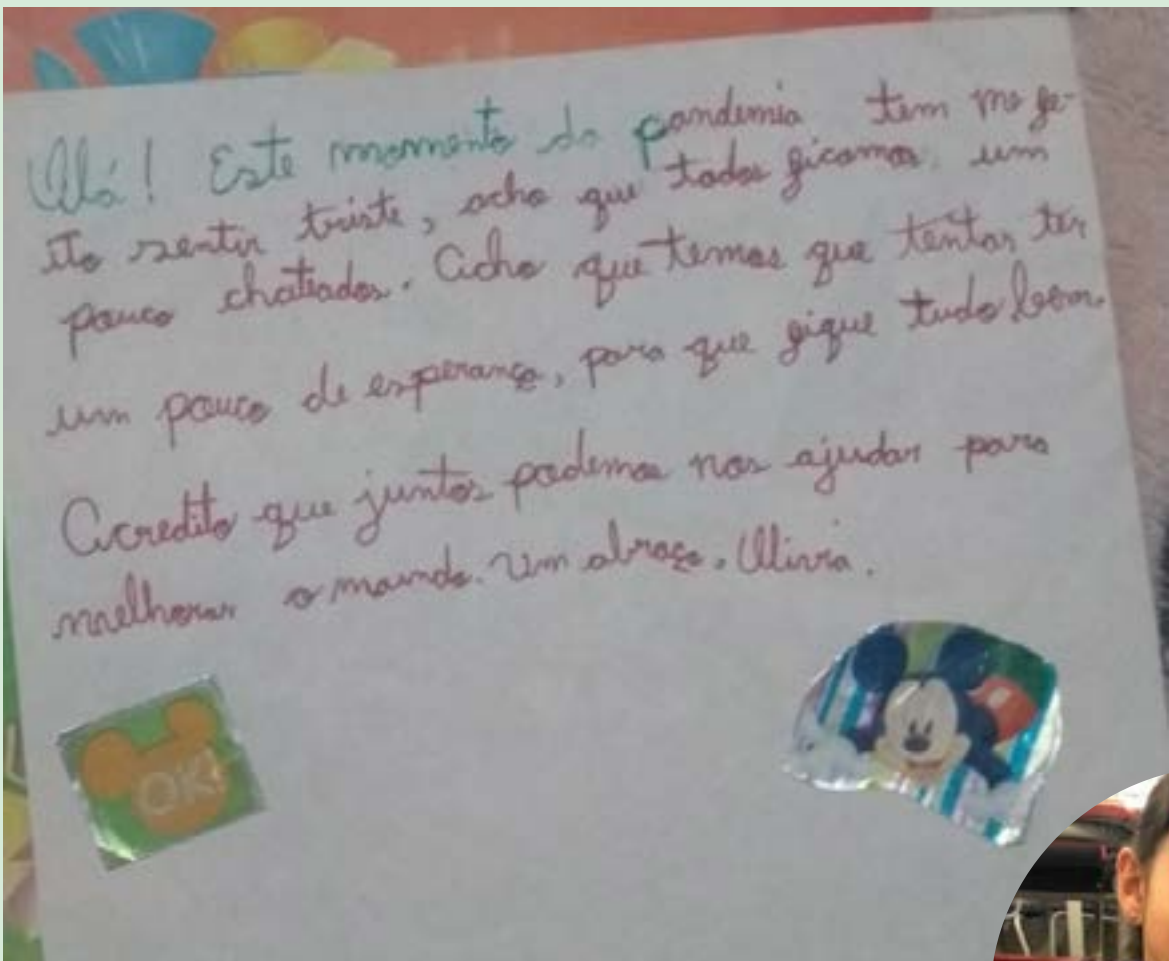 Olá! Este momento da pandemia tem me fe-
ito sentir triste, acho que todos ficamos um
pouco chateados. Acho que temos que tentar ter
um pouco de esperança, para que fique tudo bem.
Acredito que juntos podemos nos ajudar para
melhorar o mundo. Um abraço, Olivia.
OK!